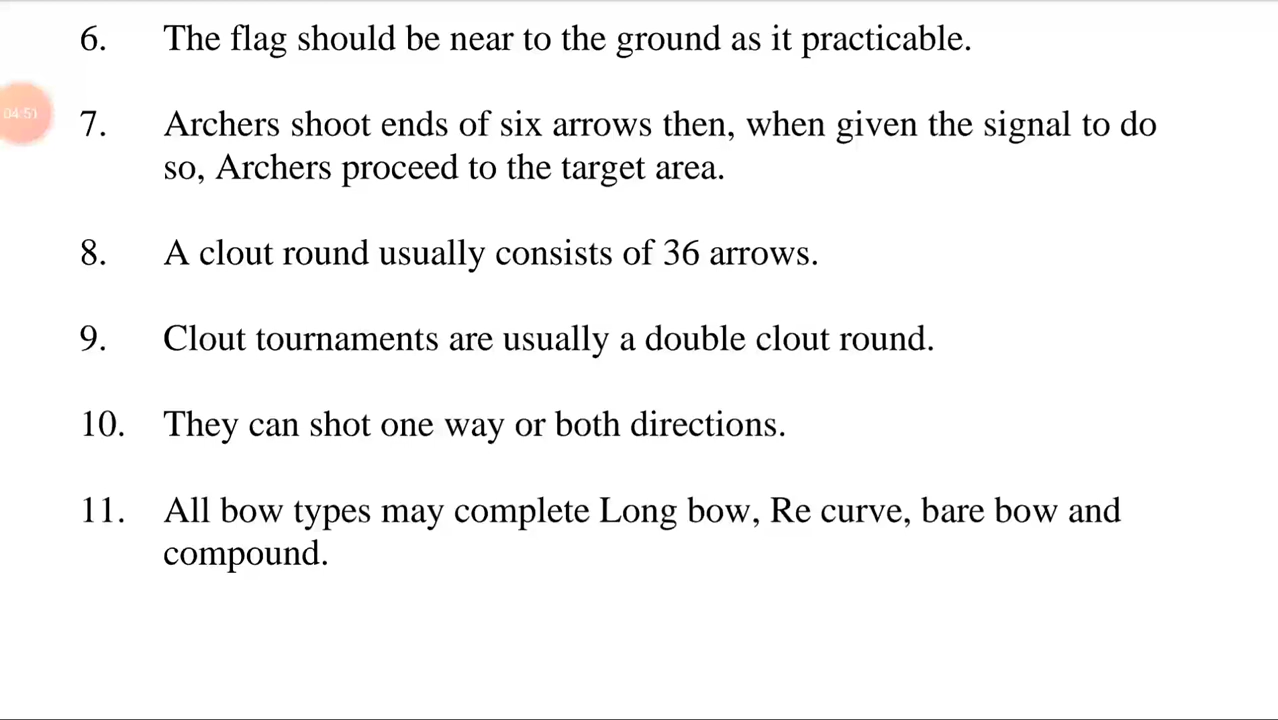 6. The flag should be near to the ground as it practicable.
04:51
7. Archers shoot ends of six arrows then, when given the signal to do
so, Archers proceed to the target area.
8. A clout round usually consists of 36 arrows.
9. Clout tournaments are usually a double clout round.
10. They can shot one way or both directions.
11. All bow types may complete Long bow, Re curve, bare bow and
compound.